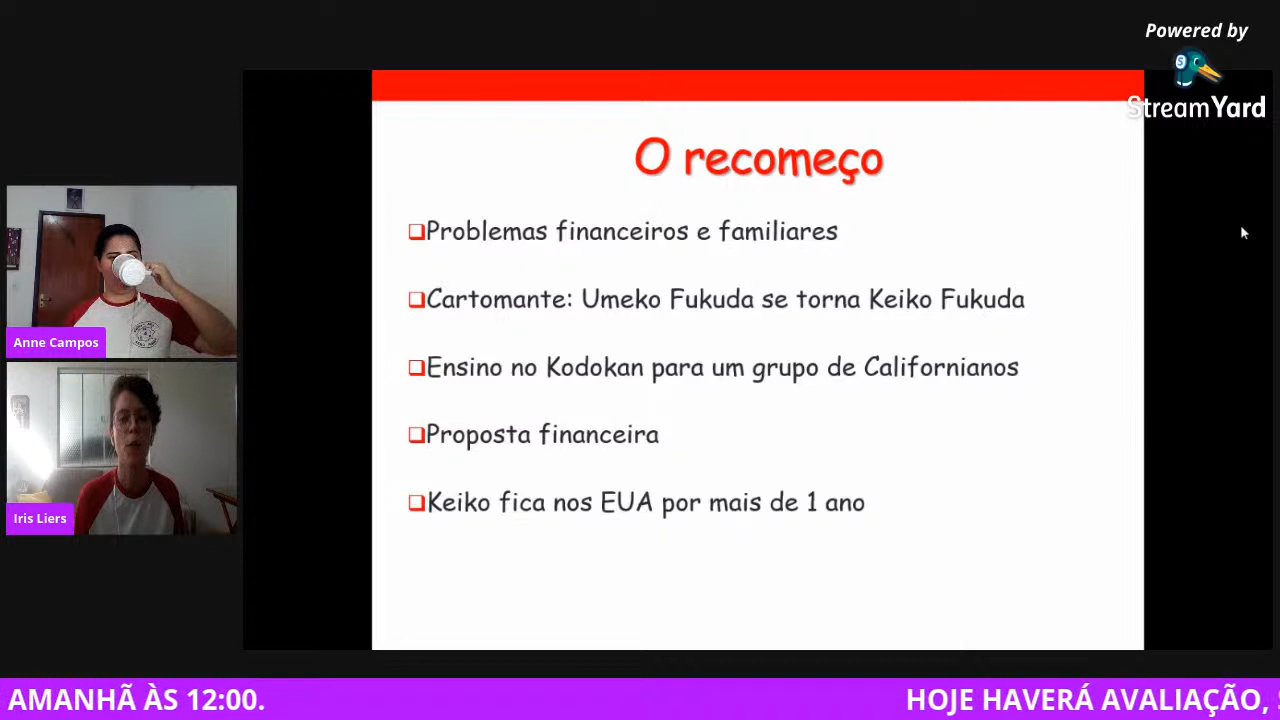 Powered by
StreamYard
O recomeço
Problemas financeiros e familiares
Cartomante: Umeko Fukuda se torna Keiko Fukuda
Ensino no Kodokan para um grupo de Californianos
Proposta financeira
Keiko fica nos EUA por mais de 1 ano
Anne Campos
Iris Liers
AMANHÃ ÀS 12:00. HOJE HAVERÁ AVALIAÇÃO,